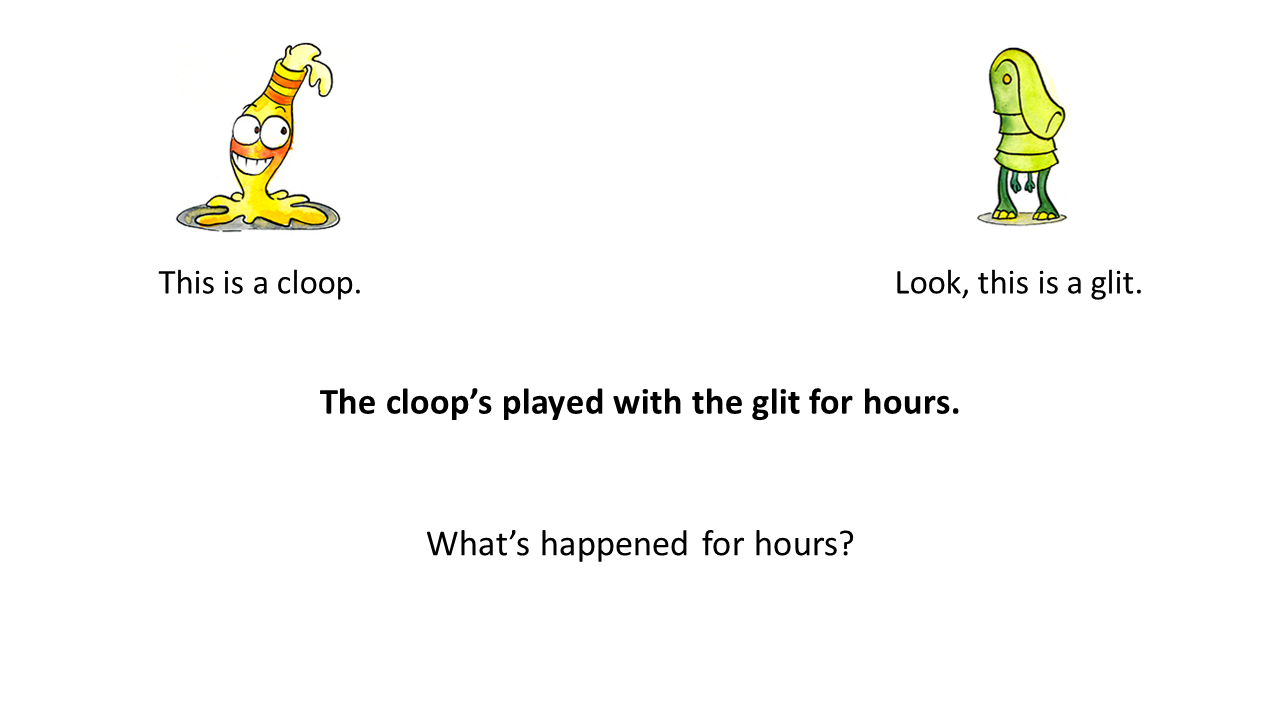 This is a cloop.
Look, this is a glit.
The cloop’s played with the glit for hours.
What’s happened for hours?